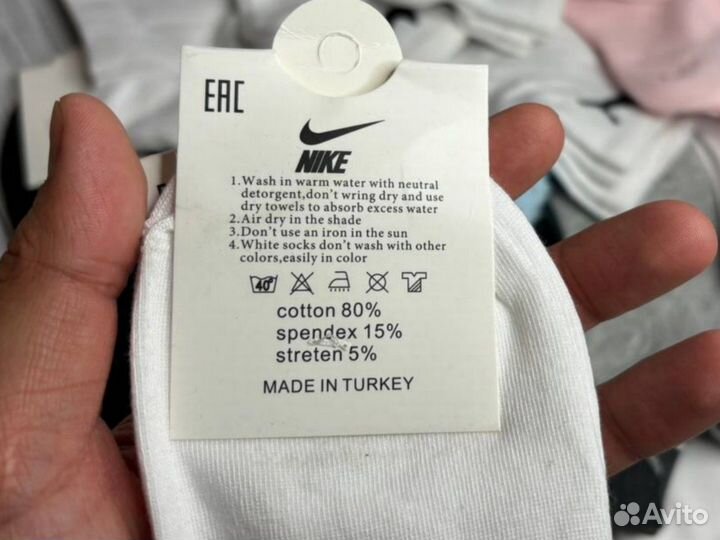 EAC
NIKE
1.Wash in warm water with neutral
detorgent,don't wring dry and use
dry towels to absorb excess water
2.Air dry in the shade
3.Don't use an iron in the sun
4.White socks don't wash with other
colors,easily in color
40°
cotton 80%
spendex 15%
streten 5%
MADE IN TURKEY
Avito